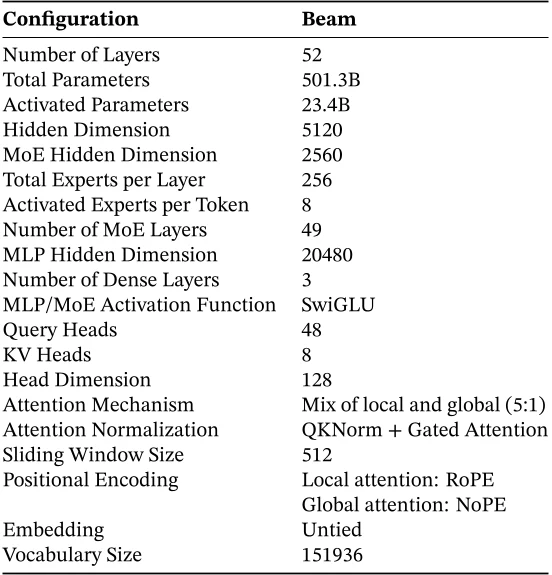 Configuration Beam
Number of Layers 52
Total Parameters 501.3B
Activated Parameters 23.4B
Hidden Dimension 5120
MoE Hidden Dimension 2560
Total Experts per Layer 256
Activated Experts per Token 8
Number of MoE Layers 49
MLP Hidden Dimension 20480
Number of Dense Layers 3
MLP/MoE Activation Function SwiGLU
Query Heads 48
KV Heads 8
Head Dimension 128
Attention Mechanism Mix of local and global (5:1)
Attention Normalization QKNorm + Gated Attention
Sliding Window Size 512
Positional Encoding Local attention: RoPE
Global attention: NoPE
Embedding Untied
Vocabulary Size 151936